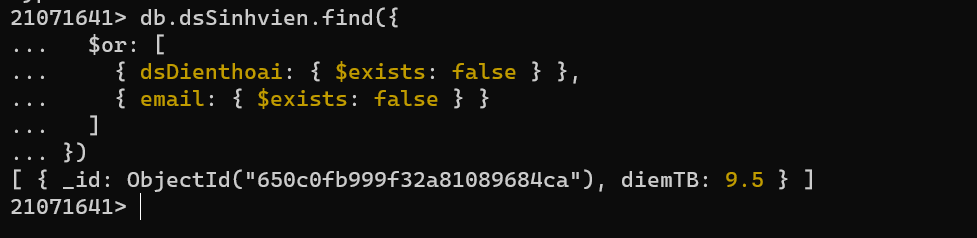 21071641> db.dsSinhvien.find({
...   $or: [
...     { dsDienthoai: { $exists: false } },
...     { email: { $exists: false } }
...   ]
... })
[ { _id: ObjectId("650c0fb999f32a81089684ca"), diemTB: 9.5 } ]
21071641>